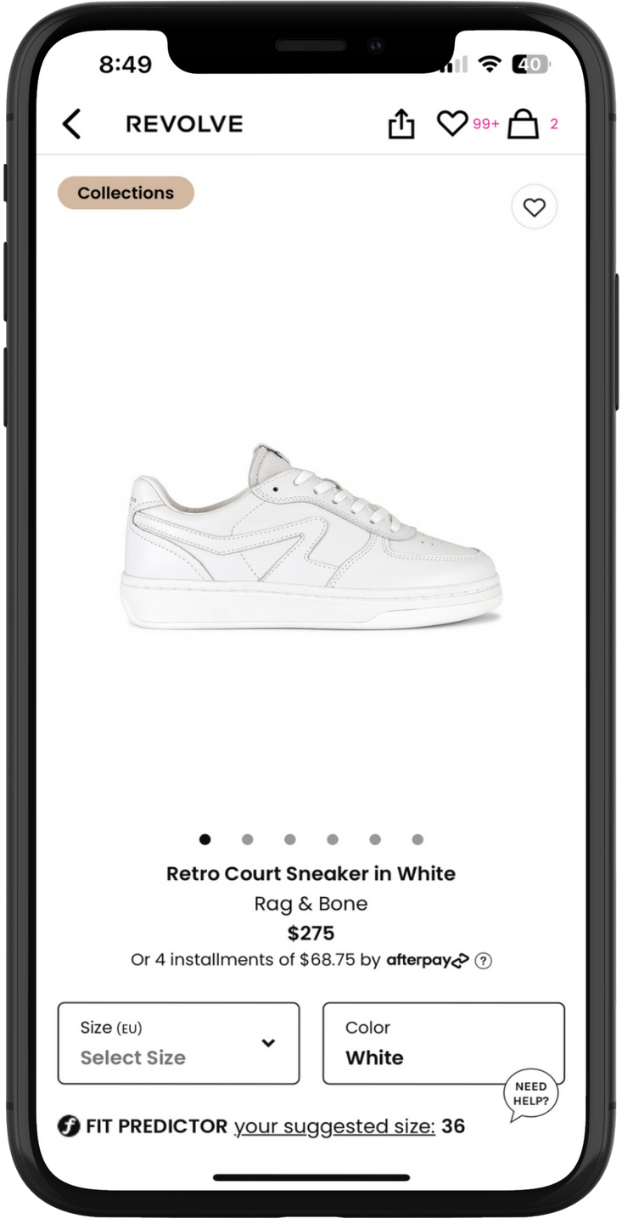 8:49
40
REVOLVE
99+
2
Collections
Retro Court Sneaker in White
Rag & Bone
$275
Or 4 installments of $68.75 by afterpay ?
Size (EU)
Select Size
Color
White
NEED
HELP?
FIT PREDICTOR your suggested size: 36